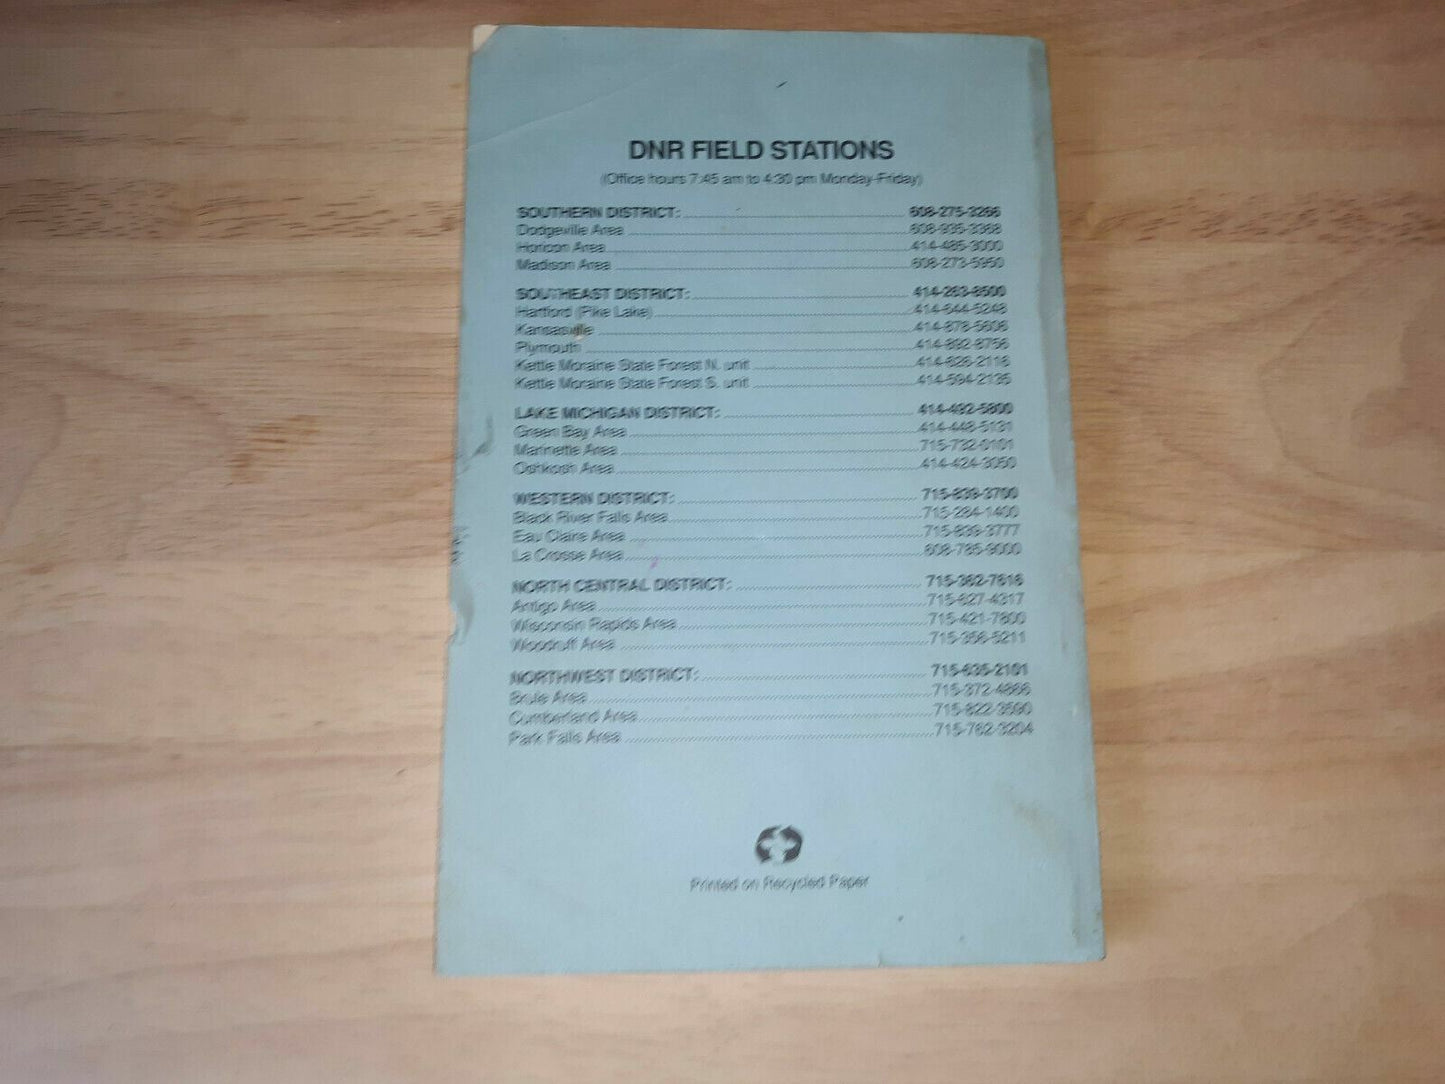 DNR FIELD STATIONS
(Office hours 7:45 am to 4:30 pm Monday-Friday)
SOUTHERN DISTRICT: 608-275-3266
Dodgeville Area 608-935-3368
Horicon Area 414-485-3000
Madison Area 608-273-5950
SOUTHEAST DISTRICT: 414-263-8500
Hartford (Pike Lake) 414-644-5248
Kansasville 414-878-5606
Plymouth 414-892-8756
Kettle Moraine State Forest N. unit 414-626-2116
Kettle Moraine State Forest S. unit 414-594-2135
LAKE MICHIGAN DISTRICT: 414-492-5800
Green Bay Area 414-448-5131
Marinette Area 715-732-0101
Oshkosh Area 414-424-3050
WESTERN DISTRICT: 715-839-3700
Black River Falls Area 715-284-1400
Eau Claire Area 715-839-3777
La Crosse Area 608-785-9000
NORTH CENTRAL DISTRICT: 715-362-7616
Antigo Area 715-627-4317
Wisconsin Rapids Area 715-421-7800
Woodruff Area 715-356-5211
NORTHWEST DISTRICT: 715-635-2101
Brule Area 715-372-4866
Cumberland Area 715-822-3590
Park Falls Area 715-762-3204
Printed on Recycled Paper